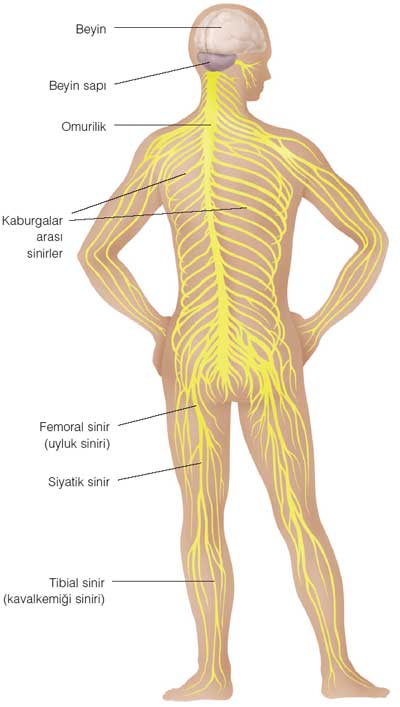 Beyin
Beyin sapı
Omurilik
Kaburgalar
arası
sinirler
Femoral sinir
(uyluk siniri)
Siyatik sinir
Tibial sinir
(kavalkemiği siniri)